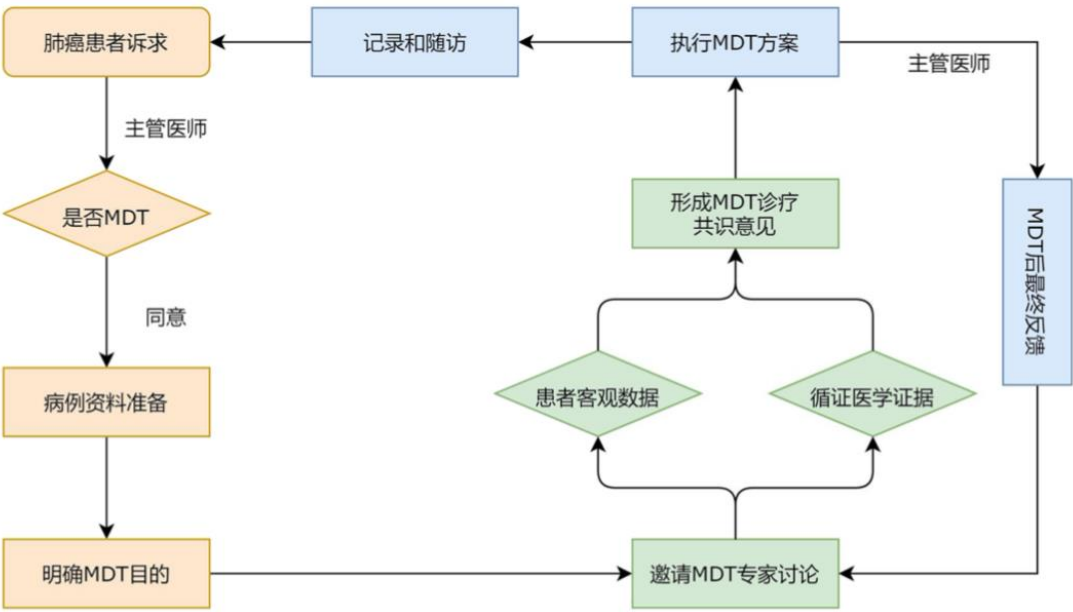 肺癌患者诉求
记录和随访
执行MDT方案
主管医师
主管医师
是否MDT
形成MDT诊疗
共识意见
MDT后最终反馈
同意
病例资料准备
患者客观数据
循证医学证据
明确MDT目的
邀请MDT专家讨论